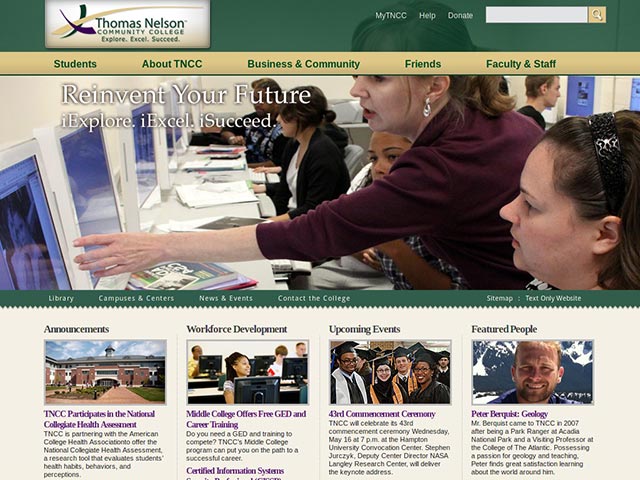 Thomas Nelson™
COMMUNITY COLLEGE
Explore. Excel. Succeed.
MyTNCC Help Donate
Students About TNCC Business & Community Friends Faculty & Staff
Reinvent Your Future
iExplore. iExcel. iSucceed.
Library Campuses & Centers News & Events Contact the College Sitemap : Text Only Website
Announcements
TNCC Participates in the National
Collegiate Health Assessment
TNCC is partnering with the American
College Health Associationto offer the
National Collegiate Health Assessment,
a research tool that evaluates students'
health habits, behaviors, and
perceptions.
Workforce Development
Middle College Offers Free GED and
Career Training
Do you need a GED and training to
compete? TNCC's Middle College
program can put you on the path to a
successful career.
Certified Information Systems
Upcoming Events
43rd Commencement Ceremony
TNCC will celebrate its 43rd
commencement ceremony Wednesday,
May 16 at 7 p.m. at the Hampton
University Convocation Center. Stephen
Jurczyk, Deputy Center Director NASA
Langley Research Center, will deliver
the keynote address.
Featured People
Peter Berquist: Geology
Mr. Berquist came to TNCC in 2007
after being a Park Ranger at Acadia
National Park and a Visiting Professor at
the College of The Atlantic. Possessing
a passion for geology and teaching,
Peter finds great satisfaction learning
about the world around him.